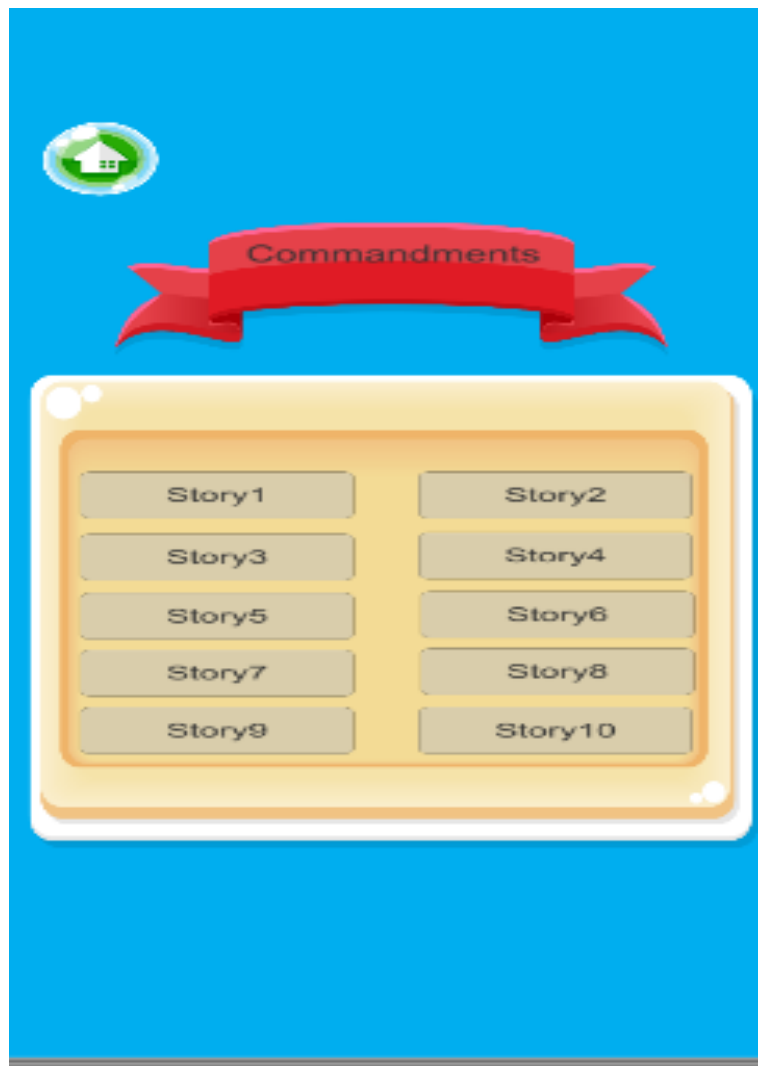 Commandments
Story1 Story2
Story3 Story4
Story5 Story6
Story7 Story8
Story9 Story10